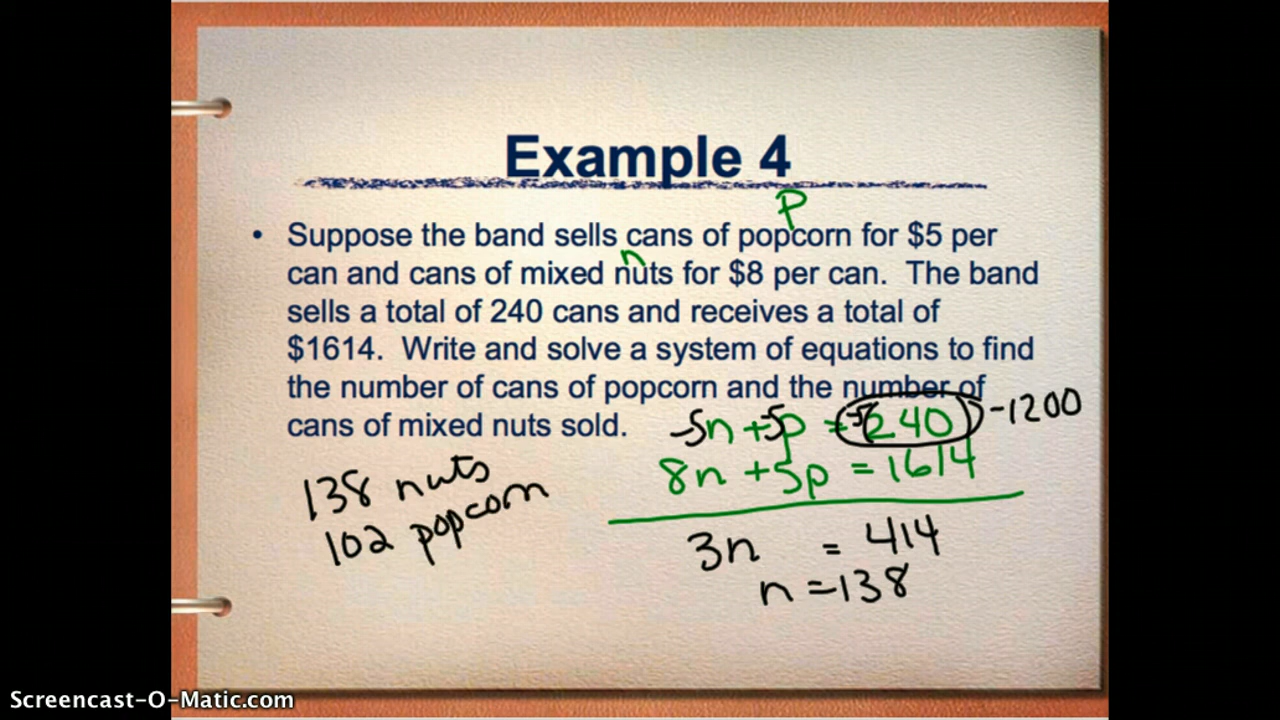 Example 4
p
• Suppose the band sells cans of popcorn for $5 per
n
can and cans of mixed nuts for $8 per can. The band
sells a total of 240 cans and receives a total of
$1614. Write and solve a system of equations to find
the number of cans of popcorn and the number of
cans of mixed nuts sold.
-5n + -5p = -5(240) -1200
8n + 5p = 1614
3n = 414
n = 138
138 nuts
102 popcorn
Screencast-O-Matic.com